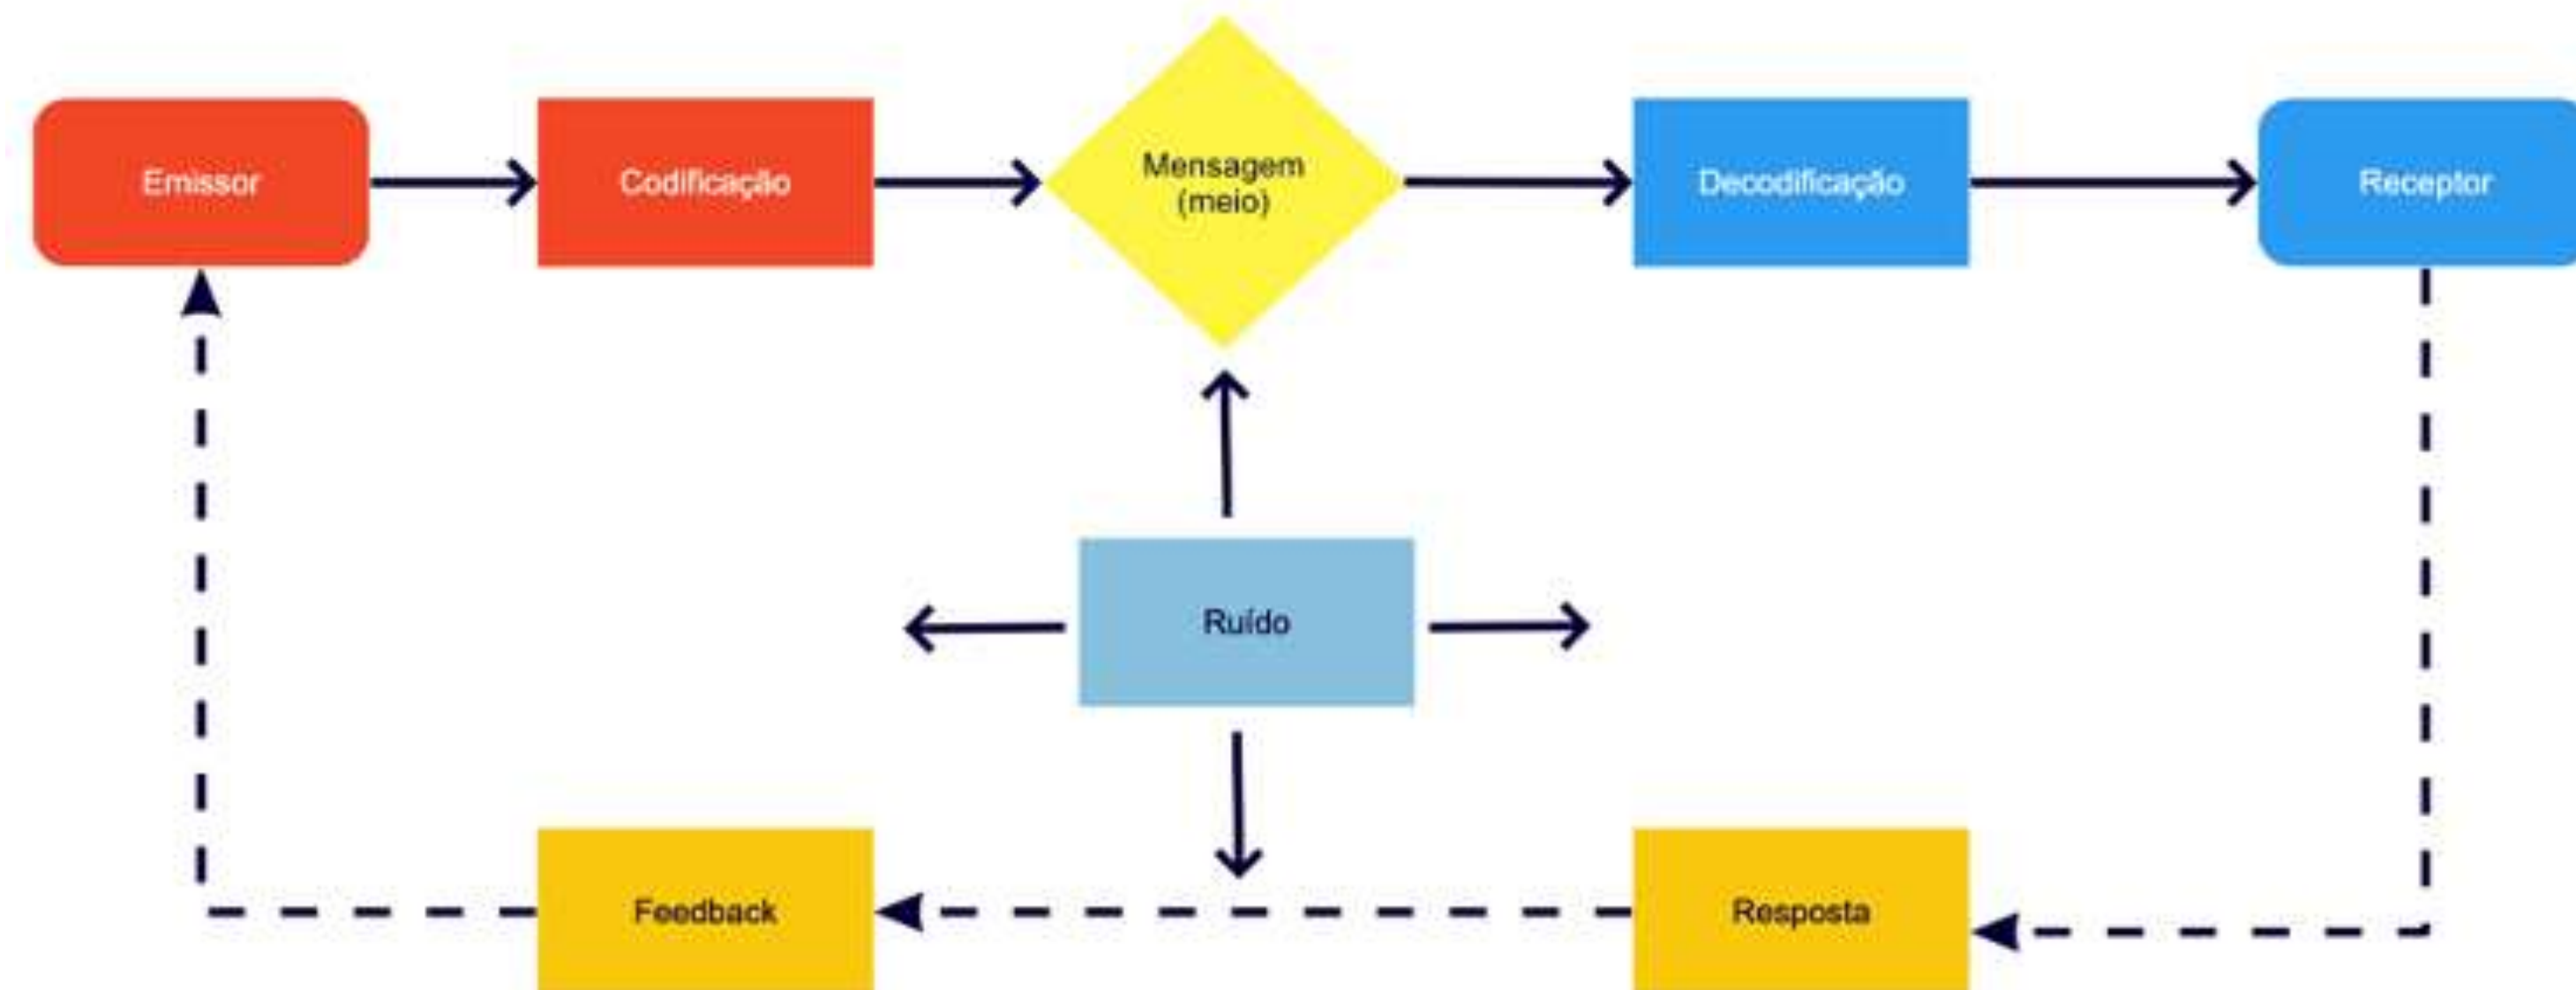 Emissor
Codificação
Mensagem
(meio)
Decodificação
Receptor
Ruído
Feedback
Resposta